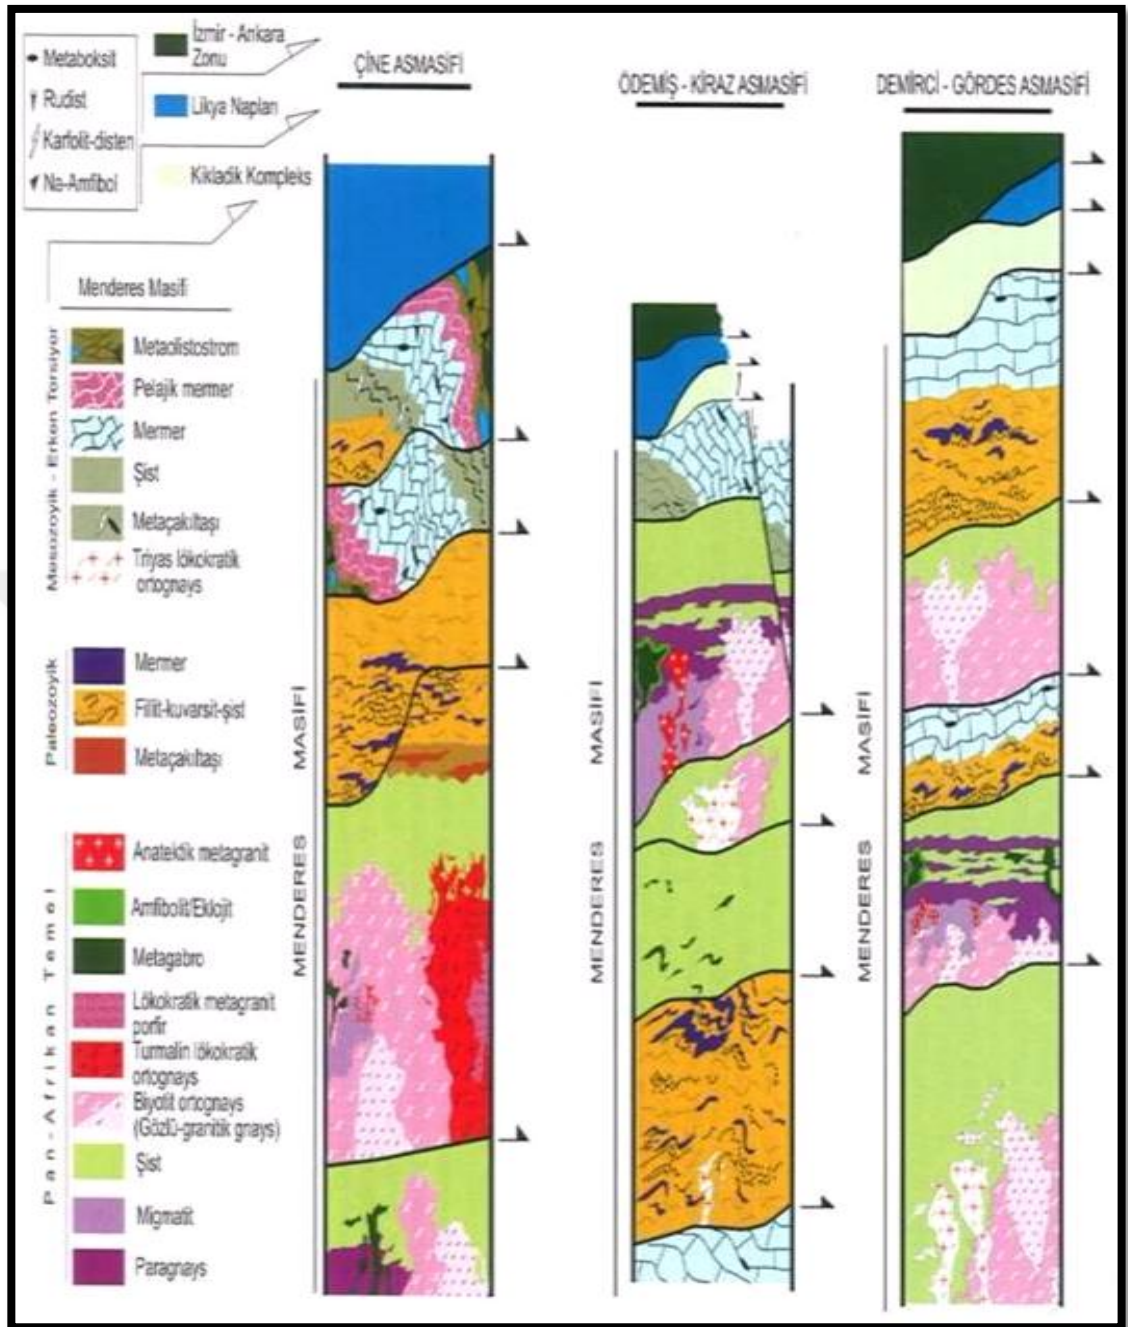 Metaboksit
Rudist
Karfolit-disten
Na-Amfibol
İzmir - Ankara
Zonu
Likya Napları
Kikladik Kompleks
ÇİNE ASMASİFİ
ÖDEMİŞ - KİRAZ ASMASİFİ
DEMİRCİ - GÖRDES ASMASİFİ
Menderes Masifi
Mesozoyik - Erken Tersiyer
Metaolistostrom
Pelajik mermer
Mermer
Şist
Metaçakıltaşı
Triyas lökokratik
ortognays
Paleozoyik
Mermer
Fillit-kuvarsit-şist
Metaçakıltaşı
Pan-Afrikan Temel
Anatektik metagranit
Amfibolit/Eklojit
Metagabro
Lökokratik metagranit
porfir
Turmalin lökokratik
ortognays
Biyotit ortognays
(Gözlü-granitik gnays)
Şist
Migmatit
Paragnays
MENDERES MASİFİ
MENDERES MASİFİ
MENDERES MASİFİ